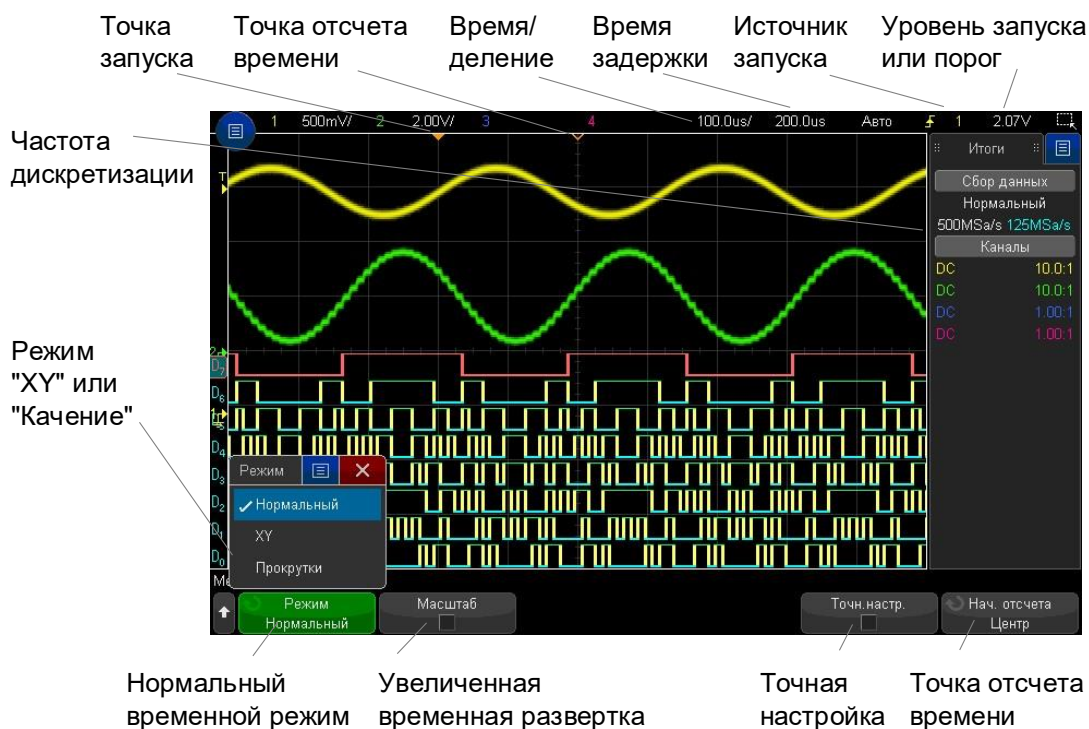 Точка запуска
Точка отсчета времени
Время/ деление
Время задержки
Источник запуска
Уровень запуска или порог
Частота дискретизации
Режим "XY" или "Качение"
1 500mV/ 2 2.00V/ 3 4 100.0us/ 200.0us Авто 1 2.07V
Итоги
Сбор данных
Нормальный
500MSa/s 125MSa/s
Каналы
DC 10.0:1
DC 10.0:1
DC 1.00:1
DC 1.00:1
T
2
D7
D6
1
D4
D3
D2
D1
D0
Режим
Нормальный
XY
Прокрутки
Режим
Нормальный
Масштаб
Точн.настр.
Нач. отсчета
Центр
Нормальный временной режим
Увеличенная временная развертка
Точная настройка
Точка отсчета времени